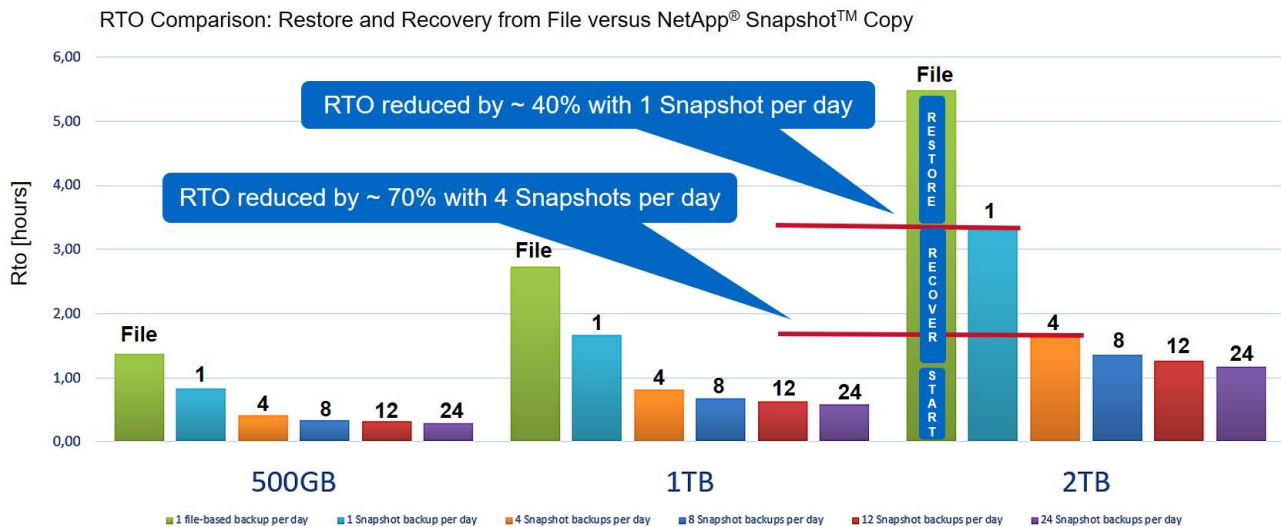 RTO Comparison: Restore and Recovery from File versus NetApp® Snapshot™ Copy
Rto [hours]
6,00
5,00
4,00
3,00
2,00
1,00
0,00
RTO reduced by ~ 40% with 1 Snapshot per day
RTO reduced by ~ 70% with 4 Snapshots per day
File
1
4
8
12
24
500GB
File
1
4
8
12
24
1TB
File
RESTORE
RECOVER
START
1
4
8
12
24
2TB
1 file-based backup per day
1 Snapshot backup per day
4 Snapshot backups per day
8 Snapshot backups per day
12 Snapshot backups per day
24 Snapshot backups per day